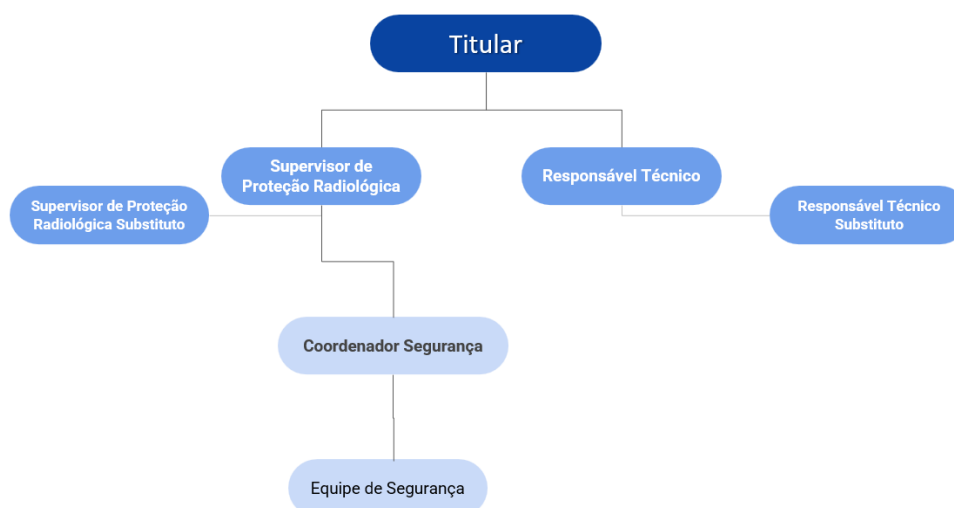 Titular
Supervisor de
Proteção Radiológica
Responsável Técnico
Supervisor de Proteção
Radiológica Substituto
Responsável Técnico
Substituto
Coordenador Segurança
Equipe de Segurança